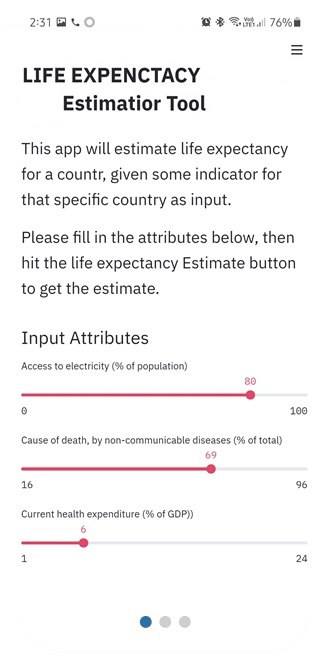 2:31 76%
LIFE EXPENCTACY
Estimatior Tool
This app will estimate life expectancy
for a countr, given some indicator for
that specific country as input.
Please fill in the attributes below, then
hit the life expectancy Estimate button
to get the estimate.
Input Attributes
Access to electricity (% of population)
80
0 100
Cause of death, by non-communicable diseases (% of total)
69
16 96
Current health expenditure (% of GDP))
6
1 24